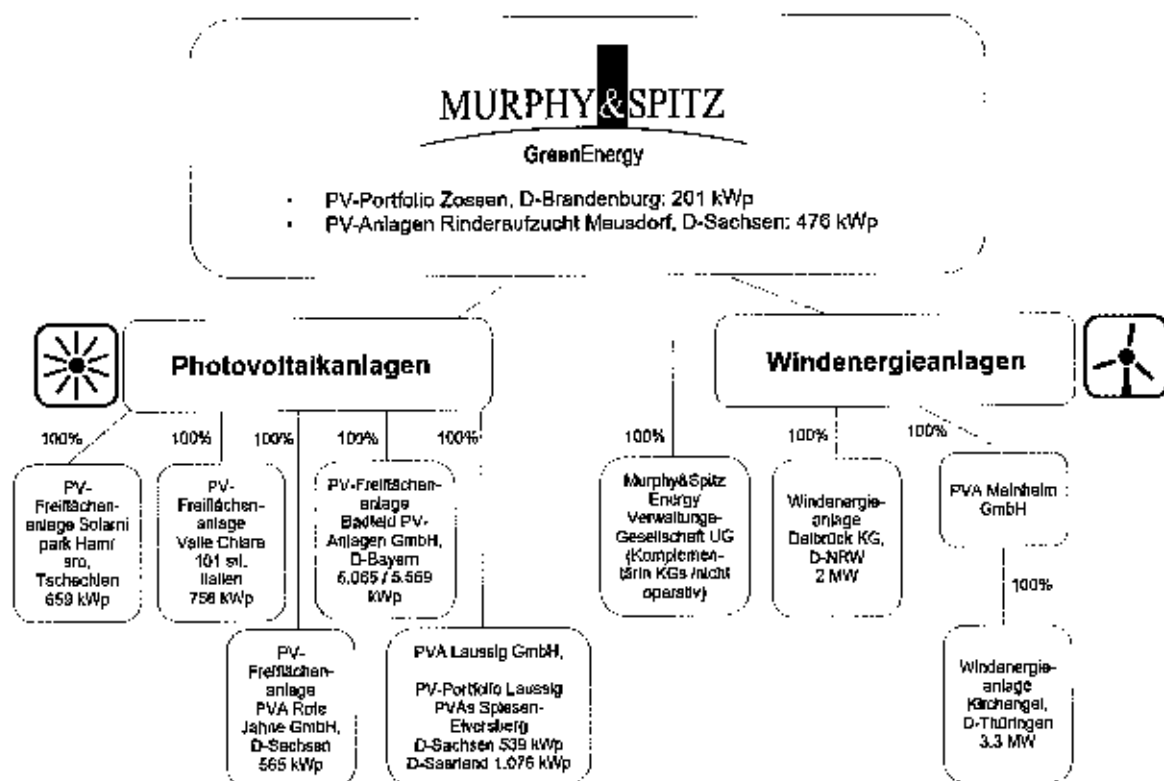 MURPHY&SPITZ
GreenEnergy
• PV-Portfolio Zossen, D-Brandenburg: 201 kWp
• PV-Anlagen Rinderaufzucht Mausdorf, D-Sachsen: 476 kWp
Photovoltaikanlagen
Windenergieanlagen
100%
100%
100%
100%
100%
100%
100%
100%
PV-
Freiflächen-
anlage Solarni
park Hami
sro,
Tschechien
659 kWp
PV-
Freiflächen-
anlage
Valle Chiara
101 srl.
Italien
756 kWp
PV-Freiflächen-
anlage
Badfeld PV-
Anlagen GmbH,
D-Bayern
/ 5.569
kWp
Murphy&Spitz
Energy
Verwaltungs-
Gesellschaft UG
(Komplemen-
tärin KGs /nicht
operativ)
Windenergie-
anlage
Delbrück KG,
D-NRW
2 MW
PVA Mainheim
GmbH
100%
PV-
Freiflächen-
anlage
PVA Rote
Jahne GmbH,
D-Sachsen
565 kWp
PVA Laussig GmbH,
PV-Portfolio Laussig
PVAs Spiesen-
Elversberg
D-Sachsen 539 kWp
D-Saarland 1.076 kWp
Windenergie-
anlage
Kirchengel,
D-Thüringen
3.3 MW